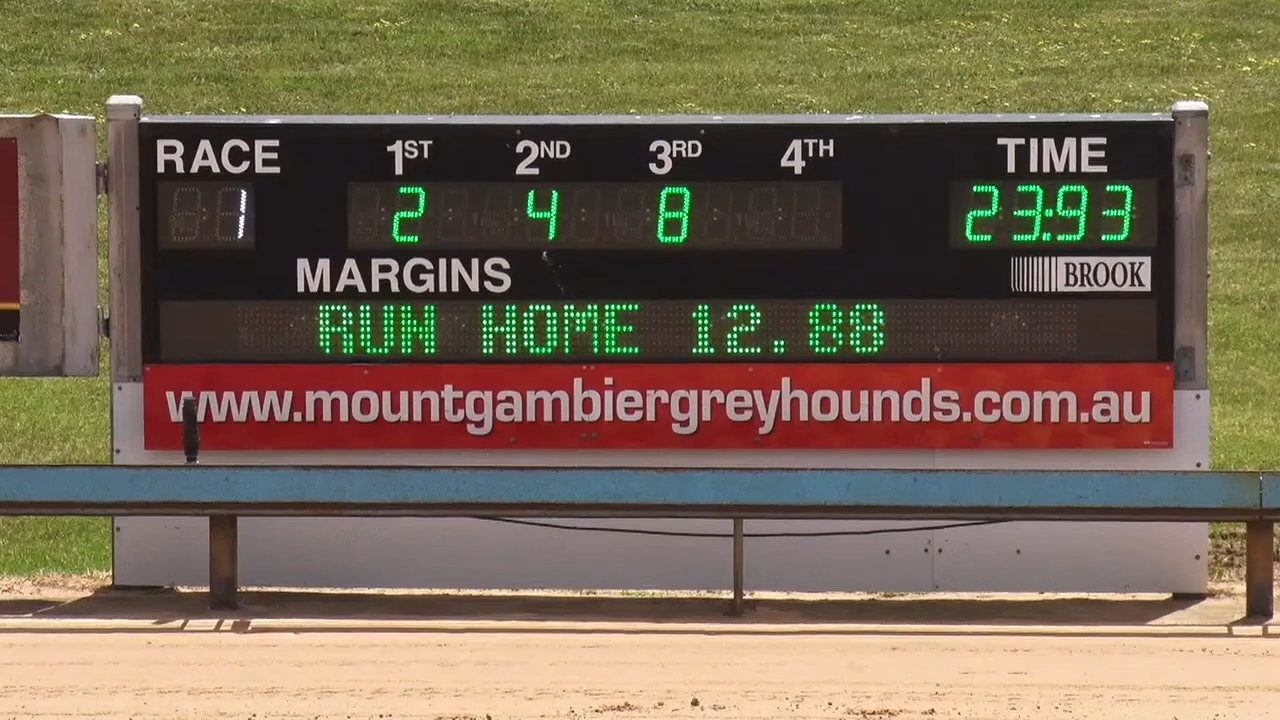 RACE 1ST 2ND 3RD 4TH TIME
1 2 4 8 23:93
MARGINS BROOK
RUN HOME 12.88
www.mountgambiergreyhounds.com.au